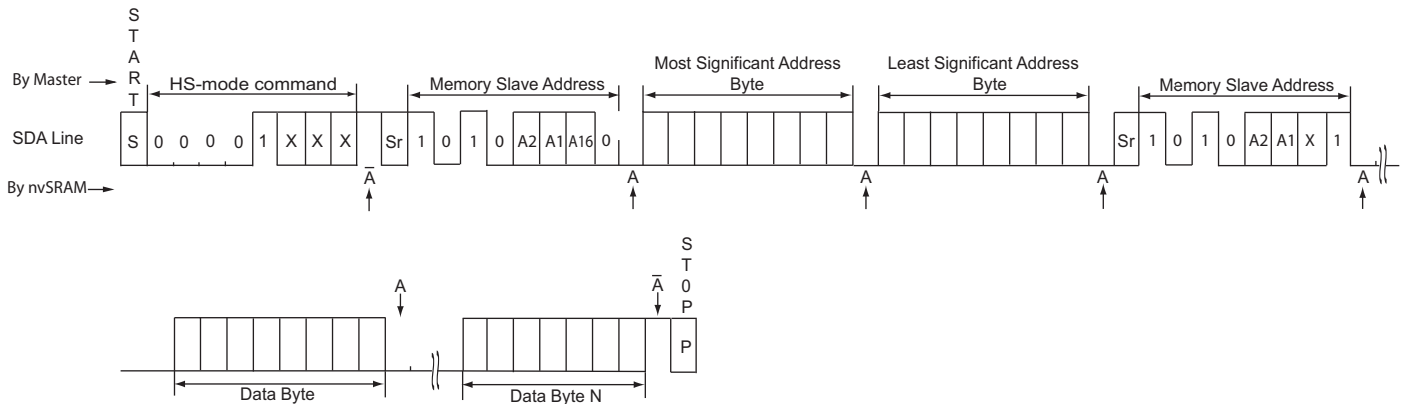 START
By Master
HS-mode command
Memory Slave Address
Most Significant Address
Byte
Least Significant Address
Byte
Memory Slave Address
SDA Line
S 0 0 0 0 1 X X X Sr 1 0 1 0 A2 A1 A16 0 Sr 1 0 1 0 A2 A1 X 1
By nvSRAM
A̅ A A A A
ST0P
A A̅
P
Data Byte
Data Byte N